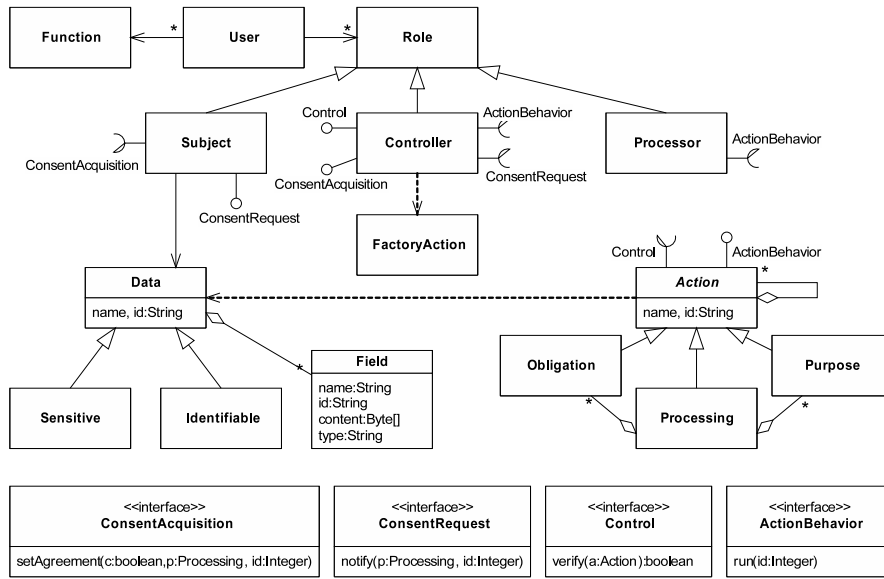 Function
*
User
*
Role
Control
ActionBehavior
Subject
Controller
Processor
ActionBehavior
ConsentAcquisition
ConsentAcquisition
ConsentRequest
ConsentRequest
FactoryAction
Control
ActionBehavior
Data
Action
*
name, id:String
name, id:String
Field
*
name:String
id:String
content:Byte[]
type:String
Obligation
Purpose
*
*
Sensitive
Identifiable
Processing
<<interface>>
ConsentAcquisition
setAgreement(c:boolean,p:Processing, id:Integer)
<<interface>>
ConsentRequest
notify(p:Processing, id:Integer)
<<interface>>
Control
verify(a:Action):boolean
<<interface>>
ActionBehavior
run(id:Integer)